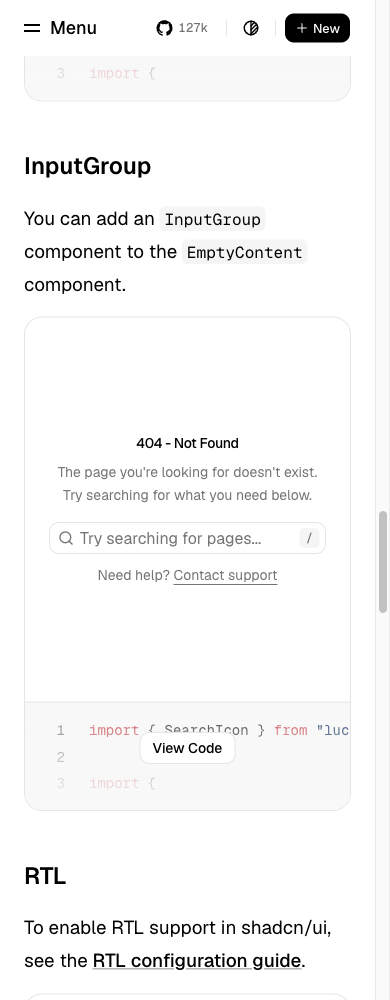 Menu
127k
New
3 import {
InputGroup
You can add an InputGroup
component to the EmptyContent
component.
404 - Not Found
The page you're looking for doesn't exist.
Try searching for what you need below.
Try searching for pages...
/
Need help? Contact support
1 import { SearchIcon } from "luc
2
View Code
3 import {
RTL
To enable RTL support in shadcn/ui,
see the RTL configuration guide.